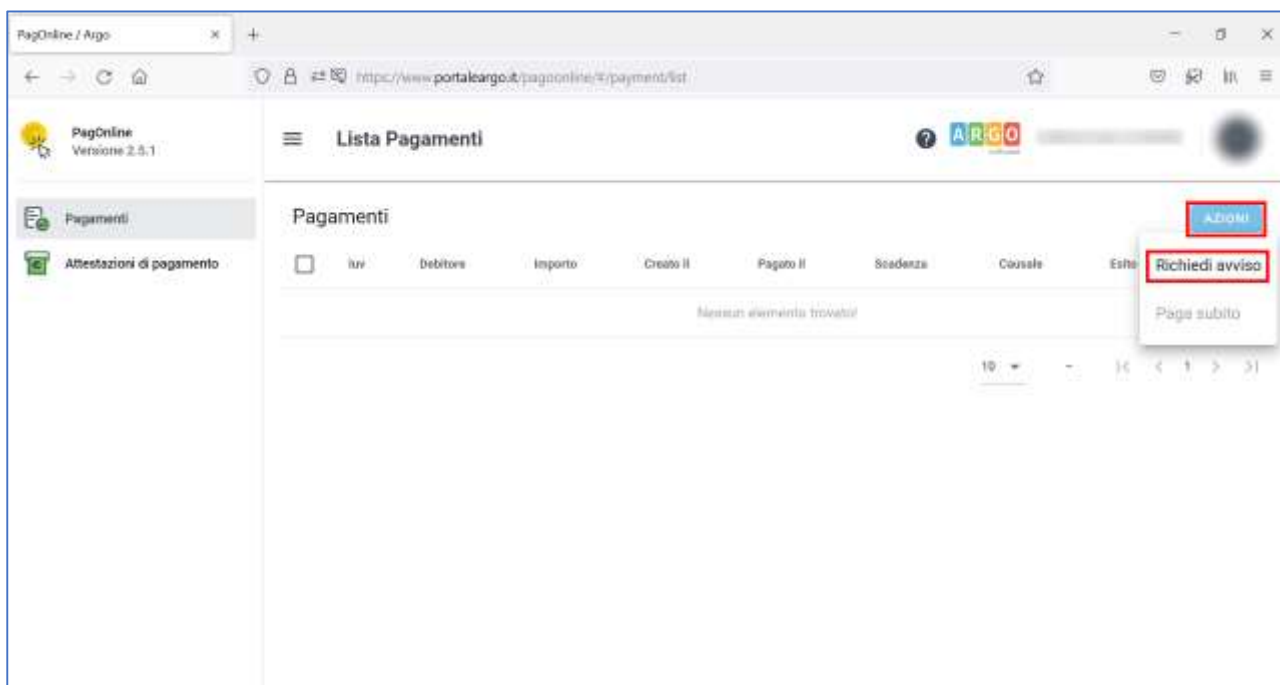 PagOnline / Argo
https://www.portaleargo.it/pagoonline/#/payment/list
PagOnline
Versione 2.5.1
Lista Pagamenti
ARGO
Pagamenti
Attestazioni di pagamento
Pagamenti
AZIONI
Iuv Debitore Importo Creato il Pagato il Scadenza Causale Esito
Richiedi avviso
Paga subito
Nessun elemento trovato!
10 - 1